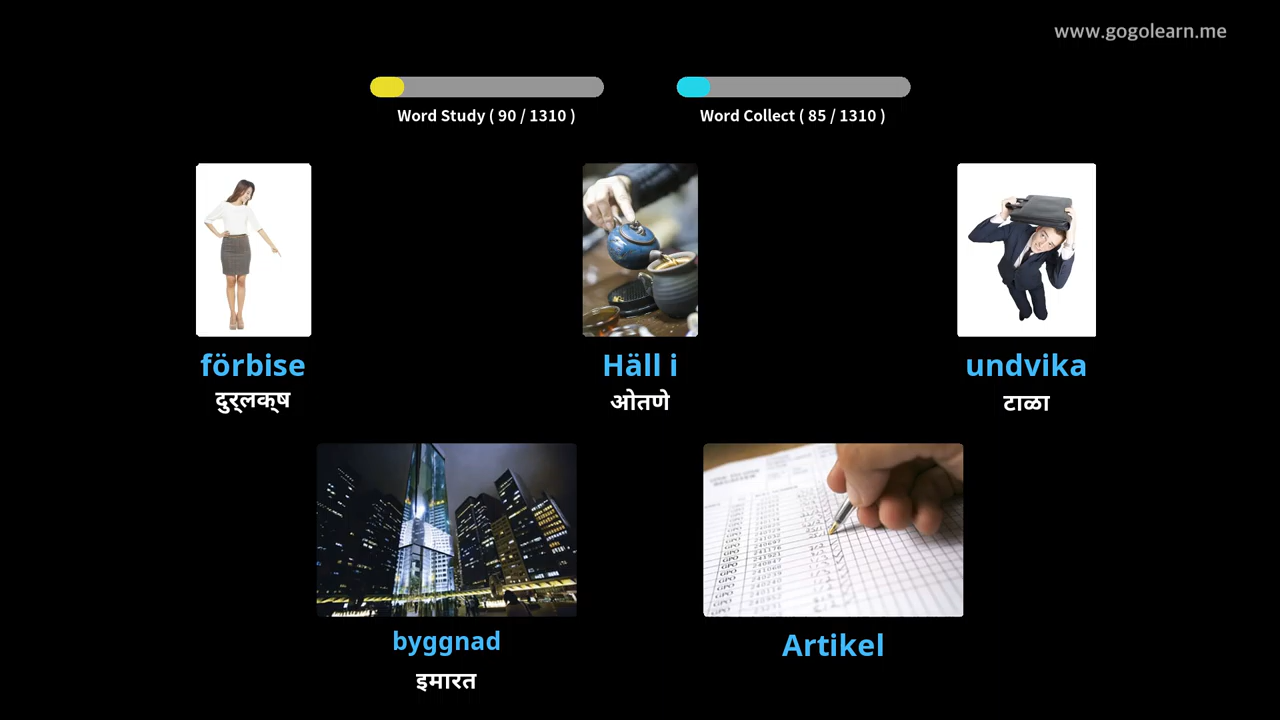 www.gogolearn.me
Word Study ( 90 / 1310 )
Word Collect ( 85 / 1310 )
förbise
Häll i
undvika
दुर्लक्ष
ओतणे
टाळा
byggnad
Artikel
इमारत